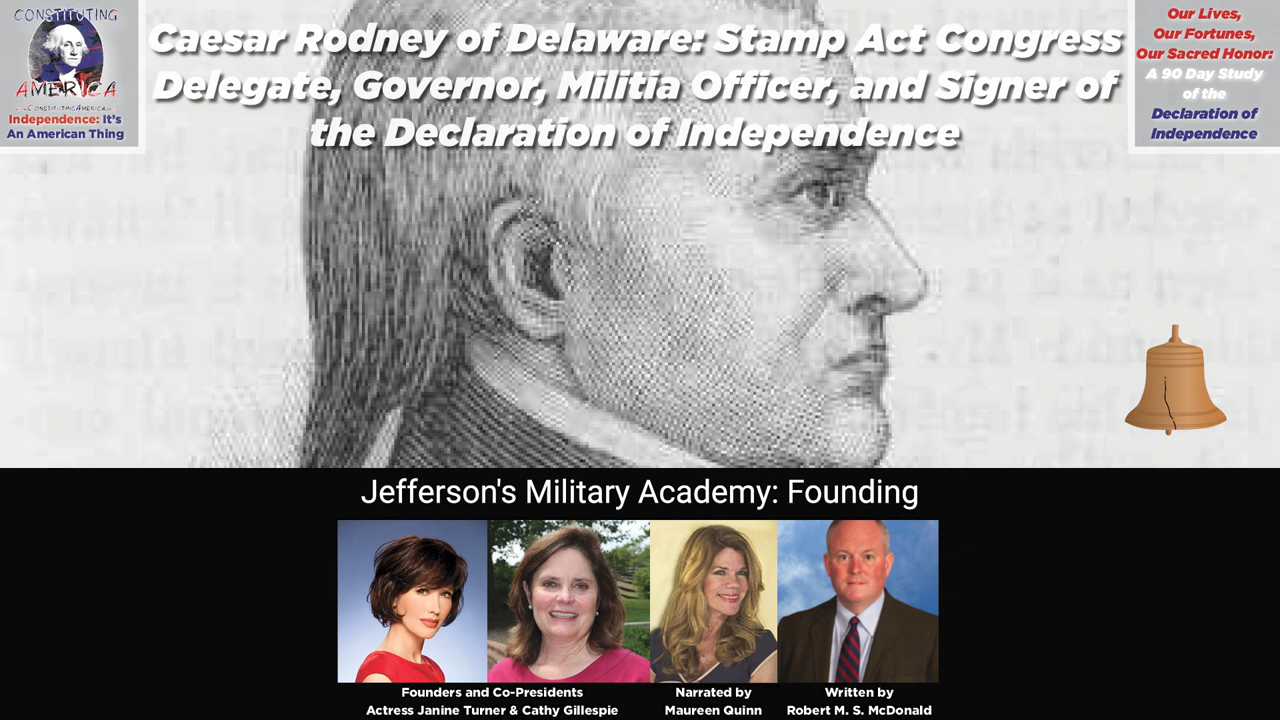 CONSTITUTING
AMERICA
Independence: It's
An American Thing
Caesar Rodney of Delaware: Stamp Act Congress
Delegate, Governor, Militia Officer, and Signer of
the Declaration of Independence
Our Lives,
Our Fortunes,
Our Sacred Honor:
A 90 Day Study
of the
Declaration of
Independence
Jefferson's Military Academy: Founding
Founders and Co-Presidents
Actress Janine Turner & Cathy Gillespie
Narrated by
Maureen Quinn
Written by
Robert M. S. McDonald